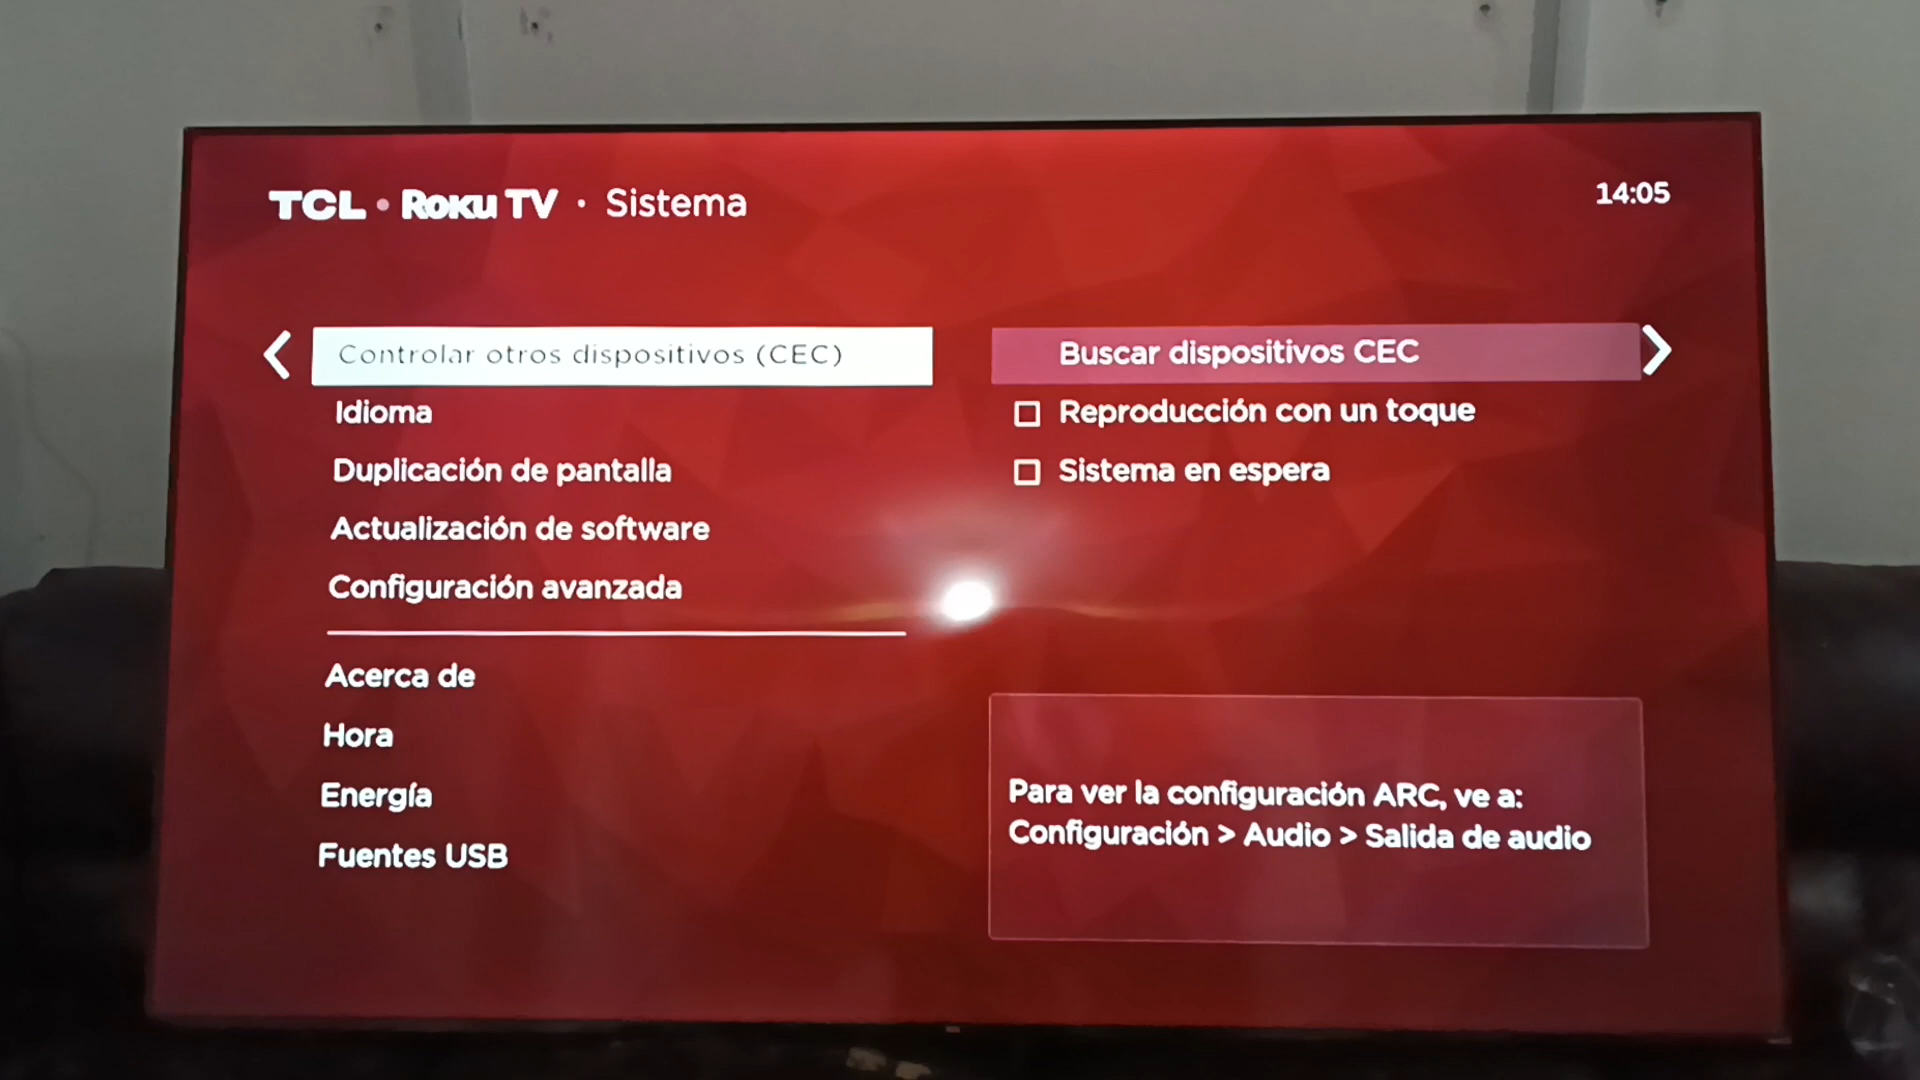 TCL • Roku TV • Sistema
14:05
Controlar otros dispositivos (CEC)
Idioma
Duplicación de pantalla
Actualización de software
Configuración avanzada
Acerca de
Hora
Energía
Fuentes USB
Buscar dispositivos CEC
Reproducción con un toque
Sistema en espera
Para ver la configuración ARC, ve a:
Configuración > Audio > Salida de audio